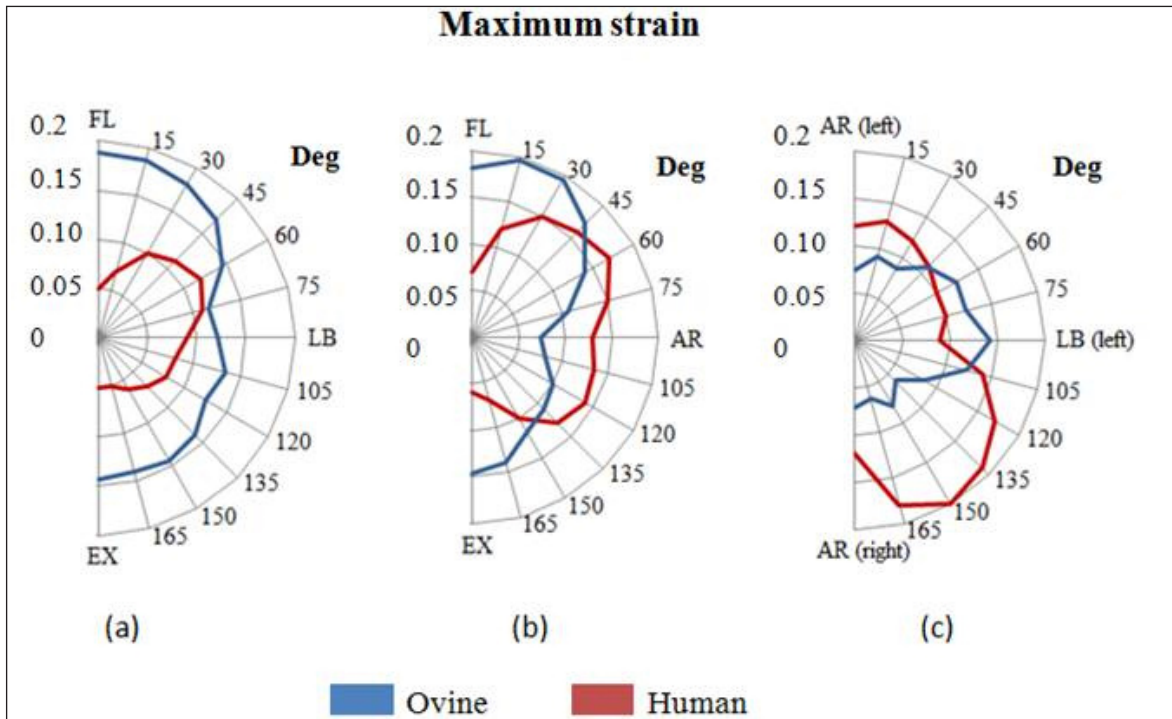 Maximum strain
0.2
0.15
0.10
0.05
0
FL
15
30
45
60
75
LB
105
120
135
150
165
EX
Deg
(a)
0.2
0.15
0.10
0.05
0
FL
15
30
45
60
AR
105
120
135
150
165
EX
Deg
(b)
0.2
0.15
0.10
0.05
0
AR (left)
15
30
45
60
75
LB (left)
105
120
135
150
165
AR (right)
Deg
(c)
Ovine
Human